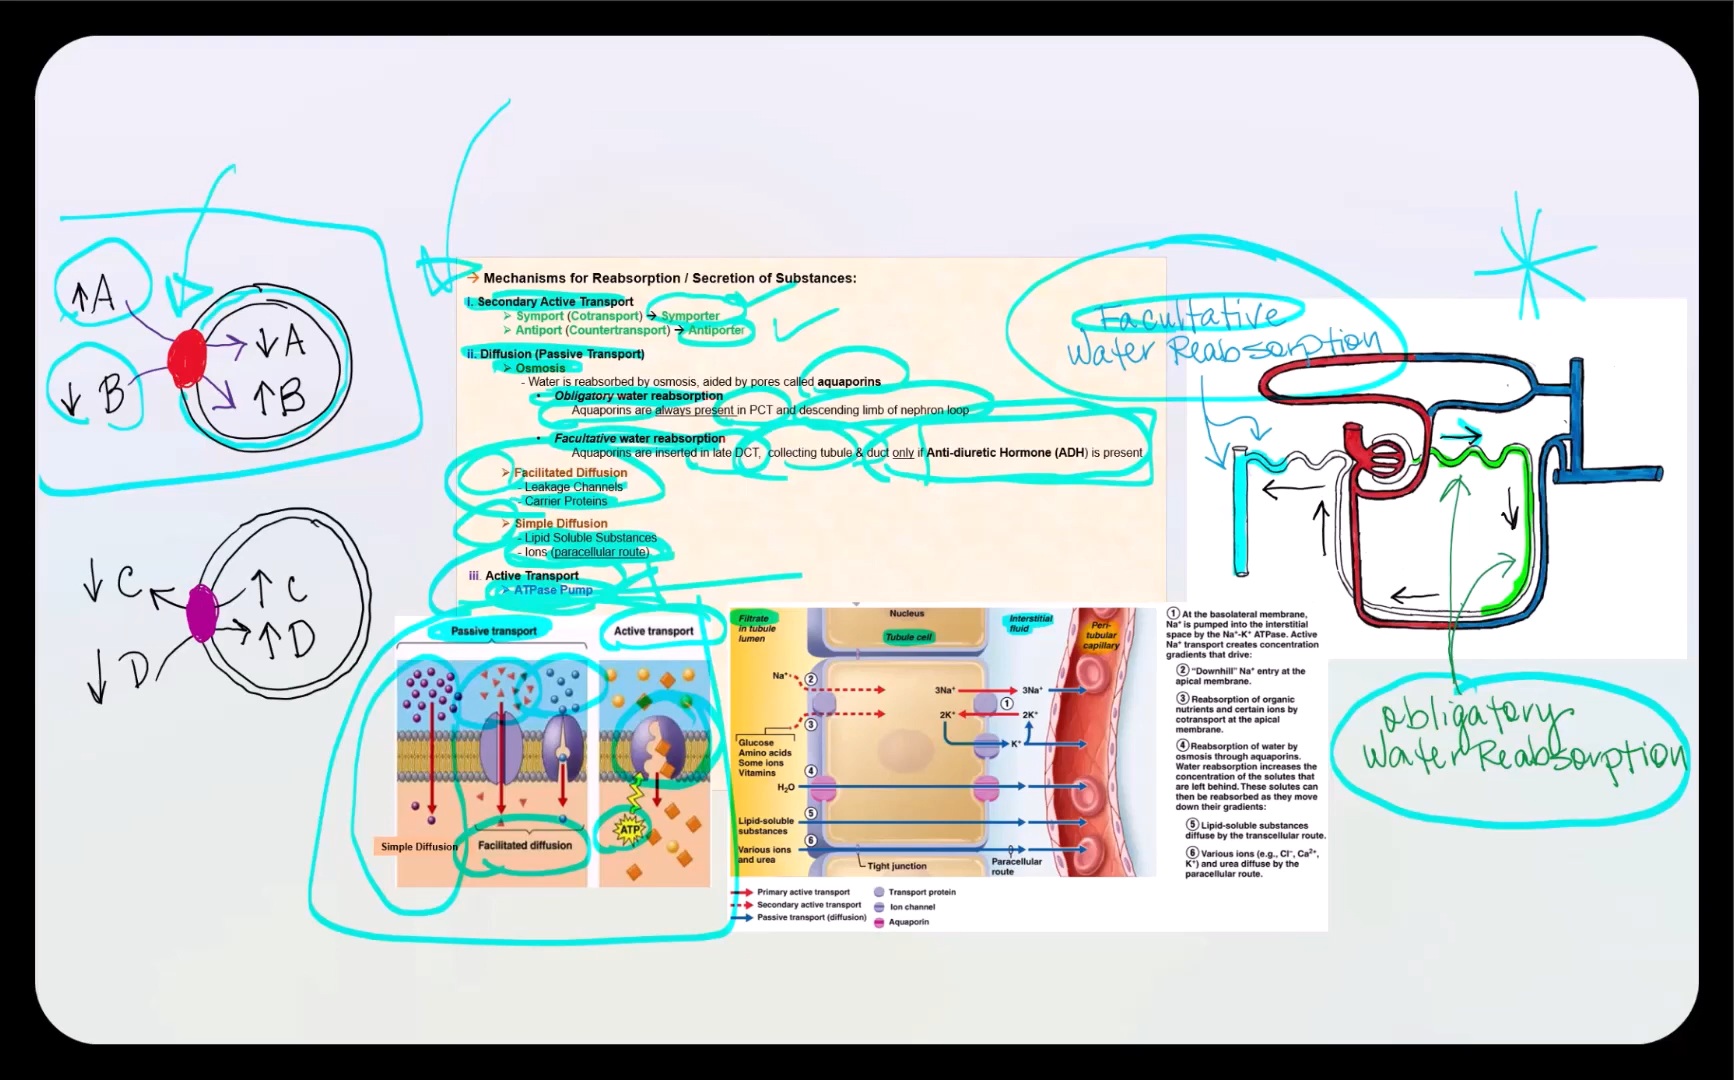 ↑A
↓B
↓A
↑B
↓C
↑C
↑D
↓D
→ Mechanisms for Reabsorption / Secretion of Substances:
i. Secondary Active Transport
➢ Symport (Cotransport) → Symporter
➢ Antiport (Countertransport) → Antiporter
ii. Diffusion (Passive Transport)
➢ Osmosis
- Water is reabsorbed by osmosis, aided by pores called aquaporins
• Obligatory water reabsorption
Aquaporins are always present in PCT and descending limb of nephron loop
• Facultative water reabsorption
Aquaporins are inserted in late DCT, collecting tubule & duct only if Anti-diuretic Hormone (ADH) is present
➢ Facilitated Diffusion
- Leakage Channels
- Carrier Proteins
➢ Simple Diffusion
- Lipid Soluble Substances
- Ions (paracellular route)
iii. Active Transport
➢ ATPase Pump
Facultative
Water Reabsorption
Obligatory
Water Reabsorption
Passive transport
Active transport
ATP
Simple Diffusion
Facilitated diffusion
Filtrate
in tubule
lumen
Nucleus
Tubule cell
Interstitial
fluid
Peri-
tubular
capillary
Na⁺
2
3Na⁺
3Na⁺
1
3
2K⁺
2K⁺
K⁺
Glucose
Amino acids
Some ions
Vitamins
4
H₂O
5
Lipid-soluble
substances
6
Various ions
and urea
Tight junction
Paracellular
route
Primary active transport
Secondary active transport
Passive transport (diffusion)
Transport protein
Ion channel
Aquaporin
① At the basolateral membrane,
Na⁺ is pumped into the interstitial
space by the Na⁺-K⁺ ATPase. Active
Na⁺ transport creates concentration
gradients that drive:
② “Downhill” Na⁺ entry at the
apical membrane.
③ Reabsorption of organic
nutrients and certain ions by
cotransport at the apical
membrane.
④ Reabsorption of water by
osmosis through aquaporins.
Water reabsorption increases the
concentration of the solutes that
are left behind. These solutes can
then be reabsorbed as they move
down their gradients:
⑤ Lipid-soluble substances
diffuse by the transcellular route.
⑥ Various ions (e.g., Cl⁻, Ca²⁺,
K⁺) and urea diffuse by the
paracellular route.